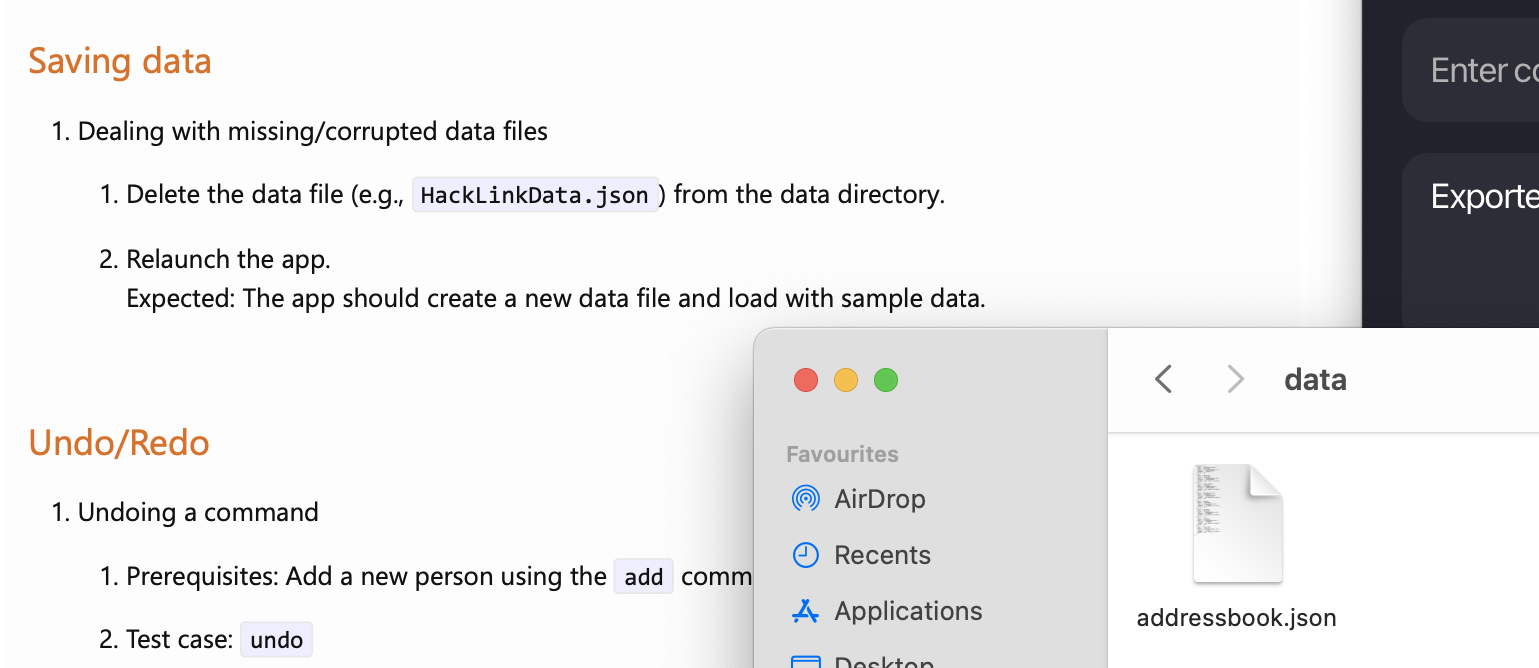 Saving data
1. Dealing with missing/corrupted data files
1. Delete the data file (e.g., HackLinkData.json) from the data directory.
2. Relaunch the app.
Expected: The app should create a new data file and load with sample data.
Undo/Redo
1. Undoing a command
1. Prerequisites: Add a new person using the add comm
2. Test case: undo
Enter co
Exporte
data
Favourites
AirDrop
Recents
Applications
Desktop
addressbook.json